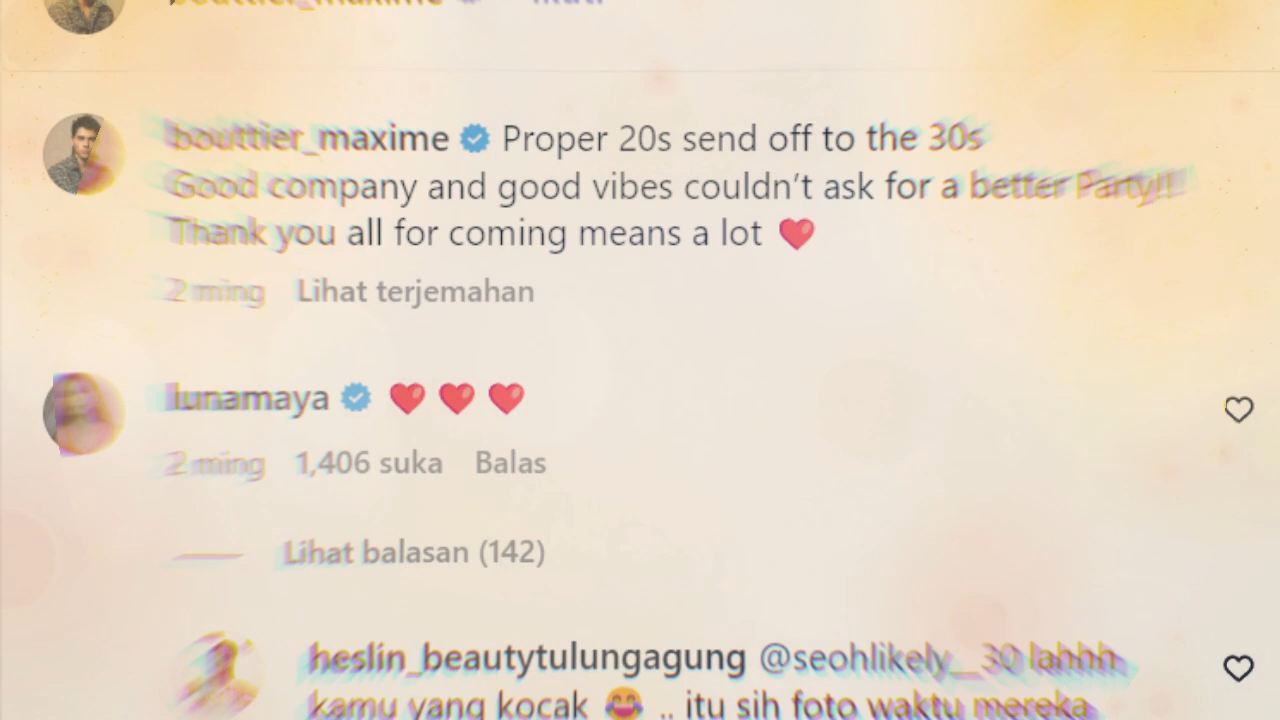 bouttier_maxime Proper 20s send off to the 30s
Good company and good vibes couldn't ask for a better Party!!
Thank you all for coming means a lot ❤️
2 ming Lihat terjemahan
lunamaya ❤️ ❤️ ❤️
2 ming 1,406 suka Balas
Lihat balasan (142)
heslin_beautytulungagung @seohlikely__30 lahhh
kamu yang kocak 😂 .. itu sih foto waktu mereka